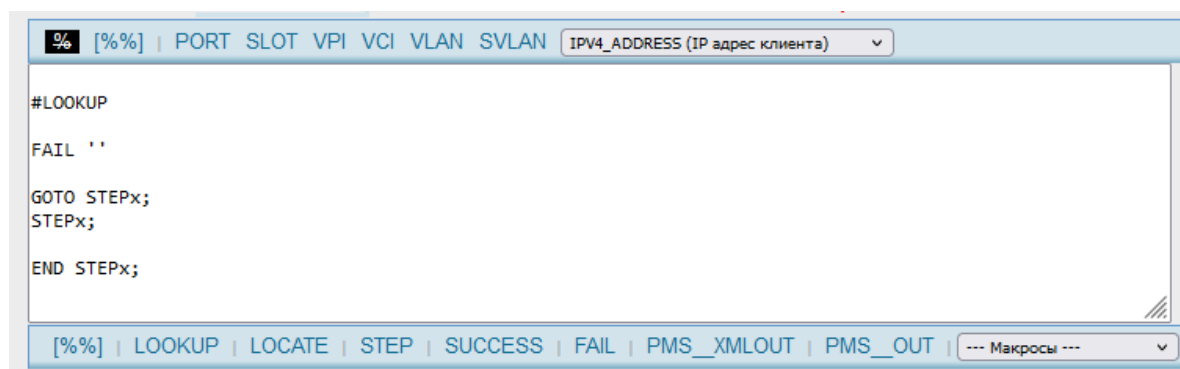 % [%%] | PORT SLOT VPI VCI VLAN SVLAN IPV4_ADDRESS (IP адрес клиента)
#LOOKUP
FAIL ''
GOTO STEPx;
STEPx;
END STEPx;
[%%] | LOOKUP | LOCATE | STEP | SUCCESS | FAIL | PMS__XMLOUT | PMS__OUT | --- Макросы ---